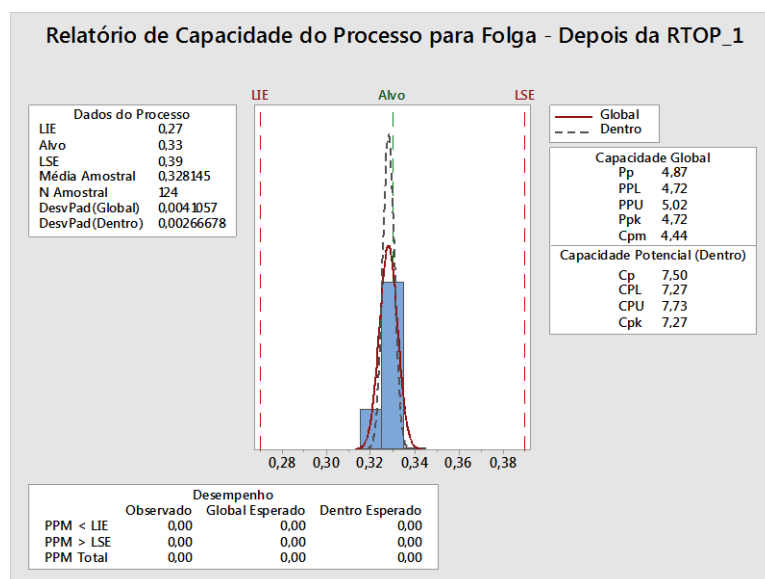 Relatório de Capacidade do Processo para Folga - Depois da RTOP_1
LIE Alvo LSE
Dados do Processo
LIE 0,27
Alvo 0,33
LSE 0,39
Média Amostral 0,328145
N Amostral 124
DesvPad(Global) 0,0041057
DesvPad(Dentro) 0,00266678
Global
Dentro
Capacidade Global
Pp 4,87
PPL 4,72
PPU 5,02
Ppk 4,72
Cpm 4,44
Capacidade Potencial (Dentro)
Cp 7,50
CPL 7,27
CPU 7,73
Cpk 7,27
0,28 0,30 0,32 0,34 0,36 0,38
Desempenho
Observado Global Esperado Dentro Esperado
PPM < LIE 0,00 0,00 0,00
PPM > LSE 0,00 0,00 0,00
PPM Total 0,00 0,00 0,00